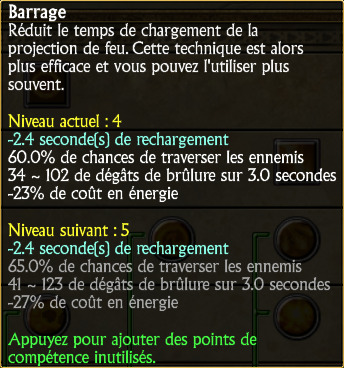 Barrage
Réduit le temps de chargement de la
projection de feu. Cette technique est alors
plus efficace et vous pouvez l'utiliser plus
souvent.
Niveau actuel : 4
-2.4 seconde(s) de rechargement
60.0% de chances de traverser les ennemis
34 ~ 102 de dégâts de brûlure sur 3.0 secondes
-23% de coût en énergie
Niveau suivant : 5
-2.4 seconde(s) de rechargement
65.0% de chances de traverser les ennemis
41 ~ 123 de dégâts de brûlure sur 3.0 secondes
-27% de coût en énergie
Appuyez pour ajouter des points de
compétence inutilisés.